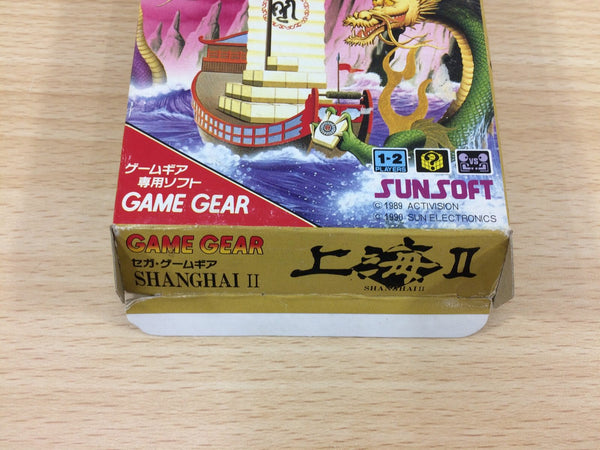 ゲームギア
専用ソフト
GAME GEAR
1-2
PLAYERS
VS
SUNSOFT
© 1989 ACTIVISION
© 1990 SUN ELECTRONICS
GAME GEAR
セガ・ゲームギア
SHANGHAI II
上海II
SHANGHAI II